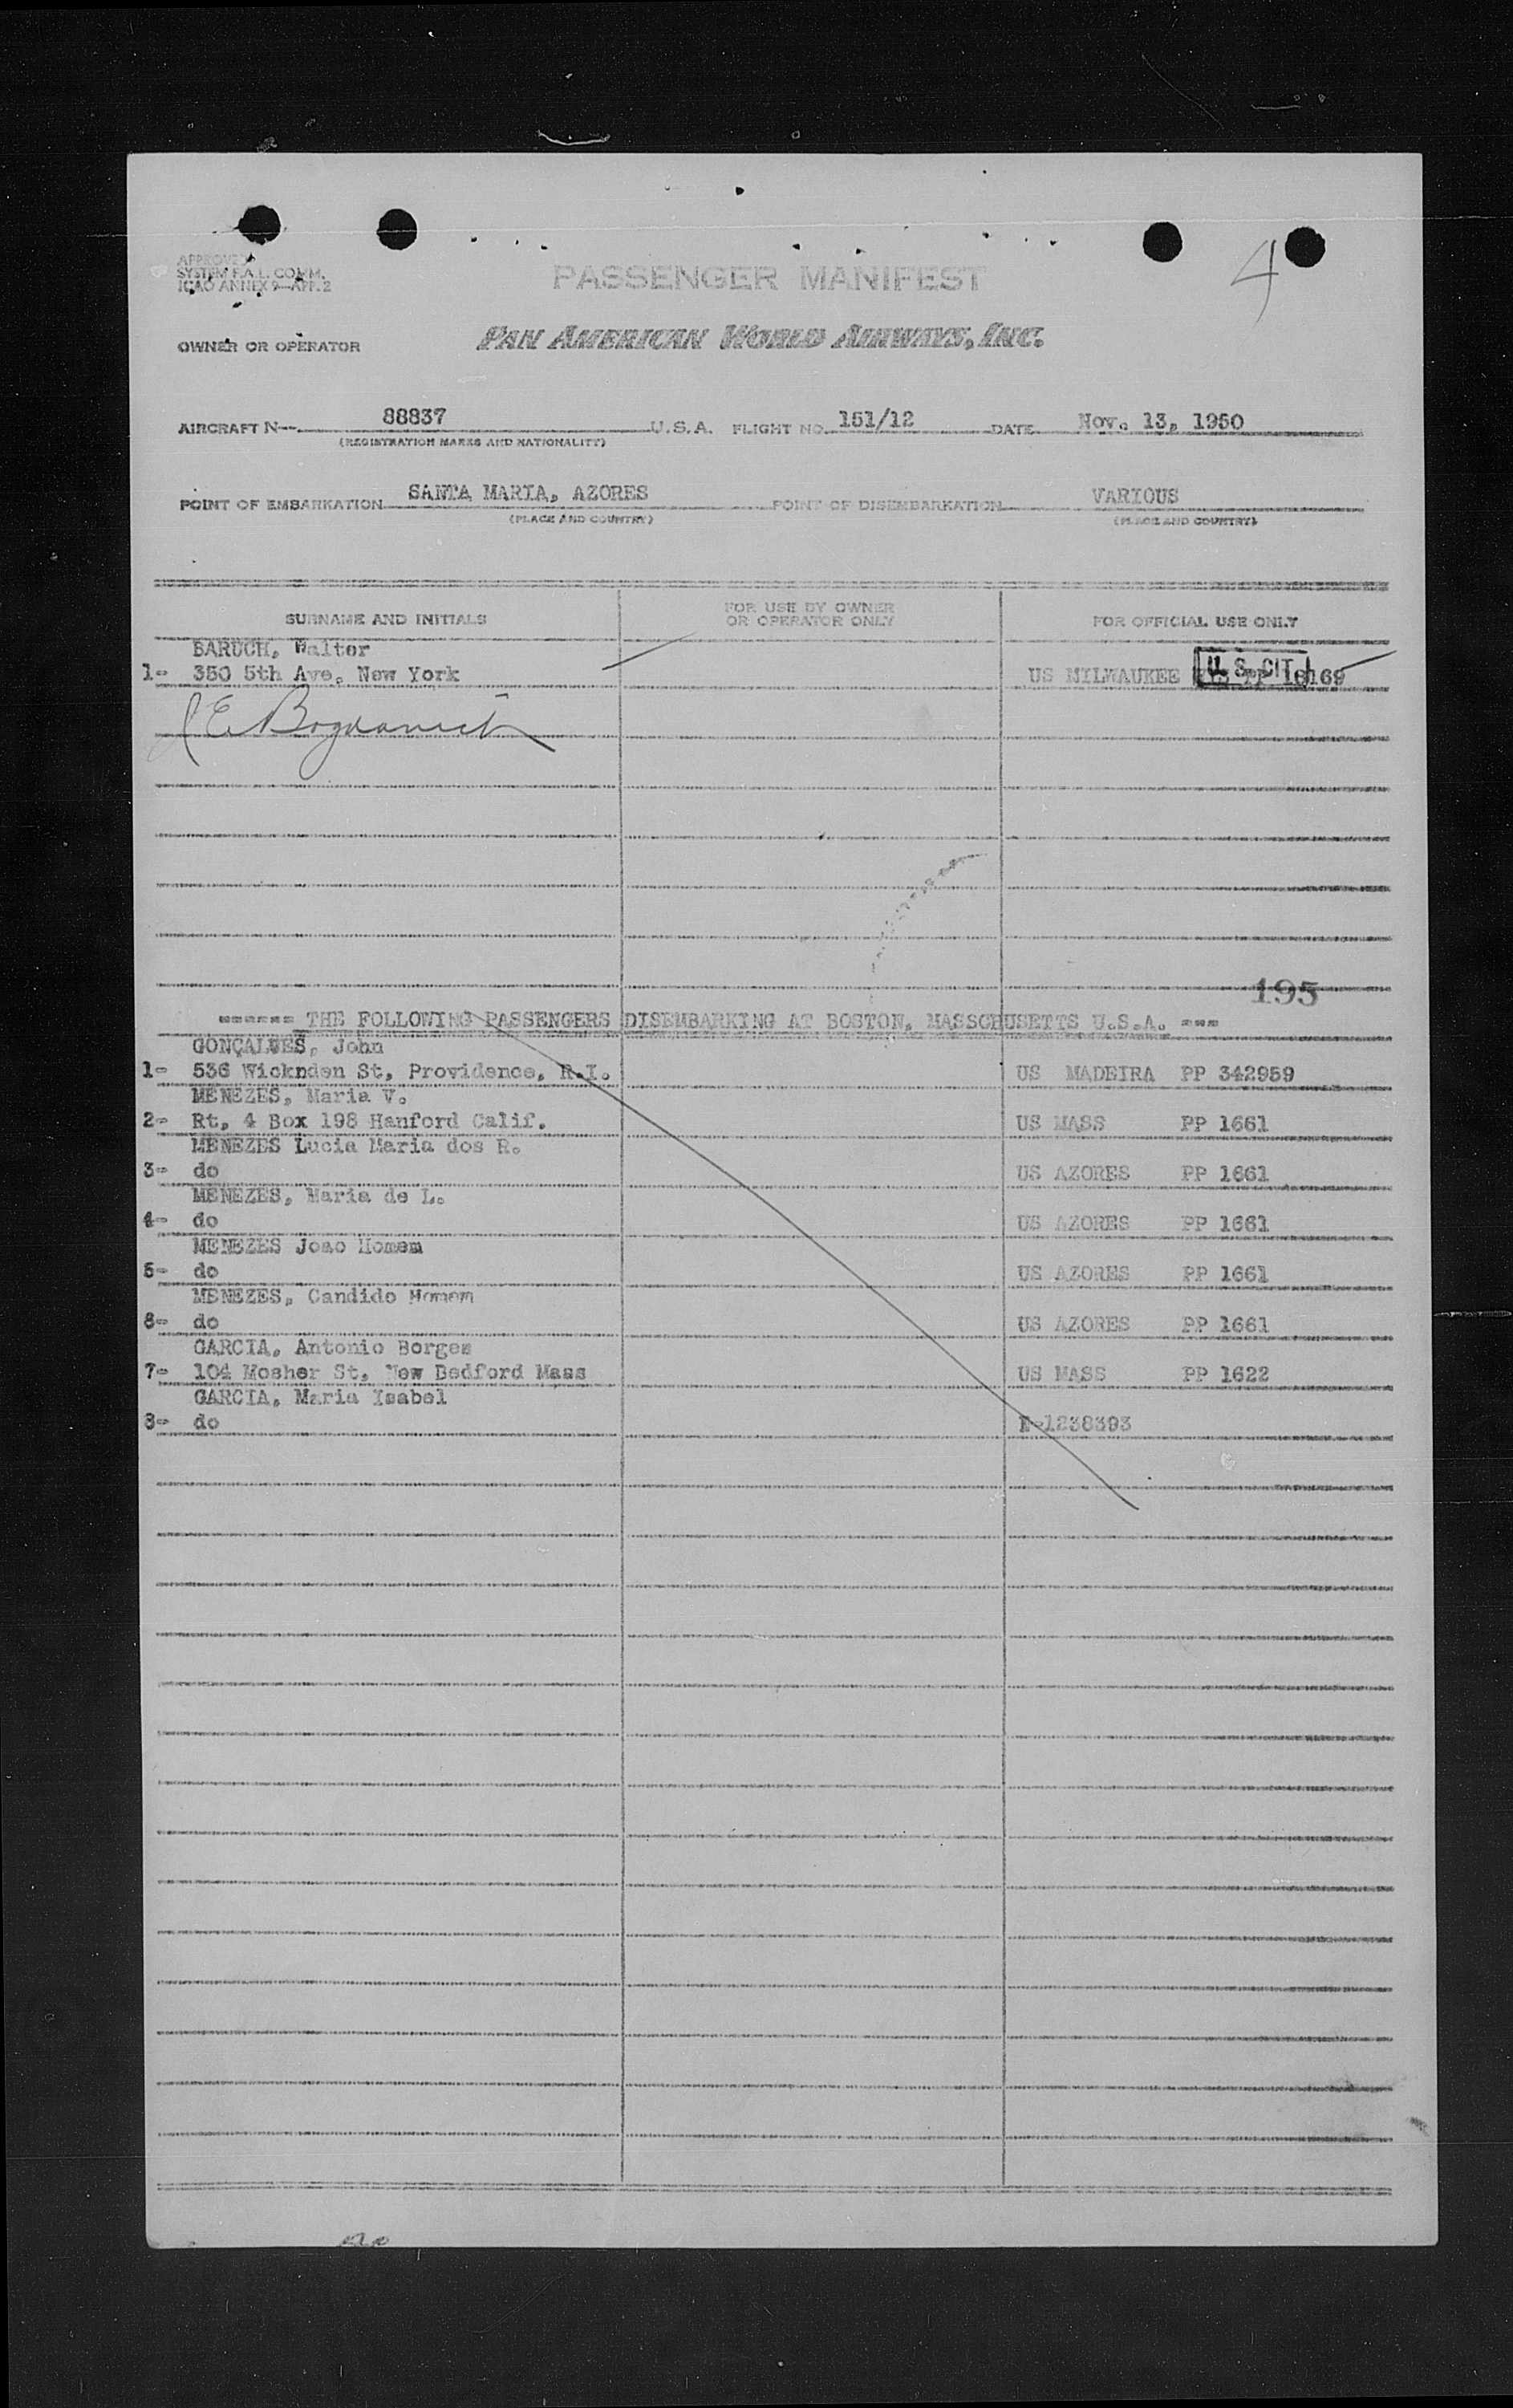 4
APPROVED
SYSTEM F.A.L. COMM.
ICAO ANNEX 9—APP. 2
PASSENGER MANIFEST
OWNER OR OPERATOR PAN AMERICAN WORLD AIRWAYS, INC.
AIRCRAFT N—. 88837 U.S.A. FLIGHT NO. 151/12 DATE Nov. 13, 1950
(REGISTRATION MARKS AND NATIONALITY)
POINT OF EMBARKATION SANTA MARIA, AZORES POINT OF DISEMBARKATION VARIOUS
(PLACE AND COUNTRY) (PLACE AND COUNTRY)
SURNAME AND INITIALS FOR USE BY OWNER OR OPERATOR ONLY FOR OFFICIAL USE ONLY
BARUCH, Walter
1- 350 5th Ave. New York US MILWAUKEE U. S. CIT.
J E Bogdanich
195
------ THE FOLLOWING PASSENGERS DISEMBARKING AT BOSTON, MASSCHUSETTS U.S.A. ---
GONÇALVES, John
1- 536 Wicknden St, Providence, R.I. US MADEIRA PP 342959
MENEZES, Maria V.
2- Rt, 4 Box 198 Hanford Calif. US MASS PP 1661
MENEZES Lucia Maria dos R.
3- do US AZORES PP 1661
MENEZES, Maria de L.
4- do US AZORES PP 1661
MENEZES Joao Homem
5- do US AZORES PP 1661
MENEZES, Candido Homem
6- do US AZORES PP 1661
GARCIA, Antonio Borges
7- 104 Mosher St, New Bedford Mass US MASS PP 1622
GARCIA, Maria Isabel
8- do E-1238393